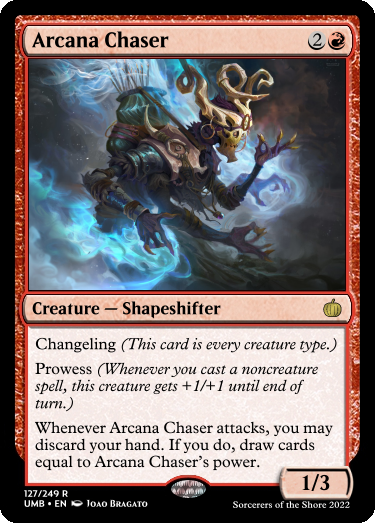 Arcana Chaser 2
Creature — Shapeshifter
Changeling (This card is every creature type.)
Prowess (Whenever you cast a noncreature
spell, this creature gets +1/+1 until end of
turn.)
Whenever Arcana Chaser attacks, you may
discard your hand. If you do, draw cards
equal to Arcana Chaser's power.
1/3
127/249 R
UMB • EN Joao Bragato
Sorcerers of the Shore 2022